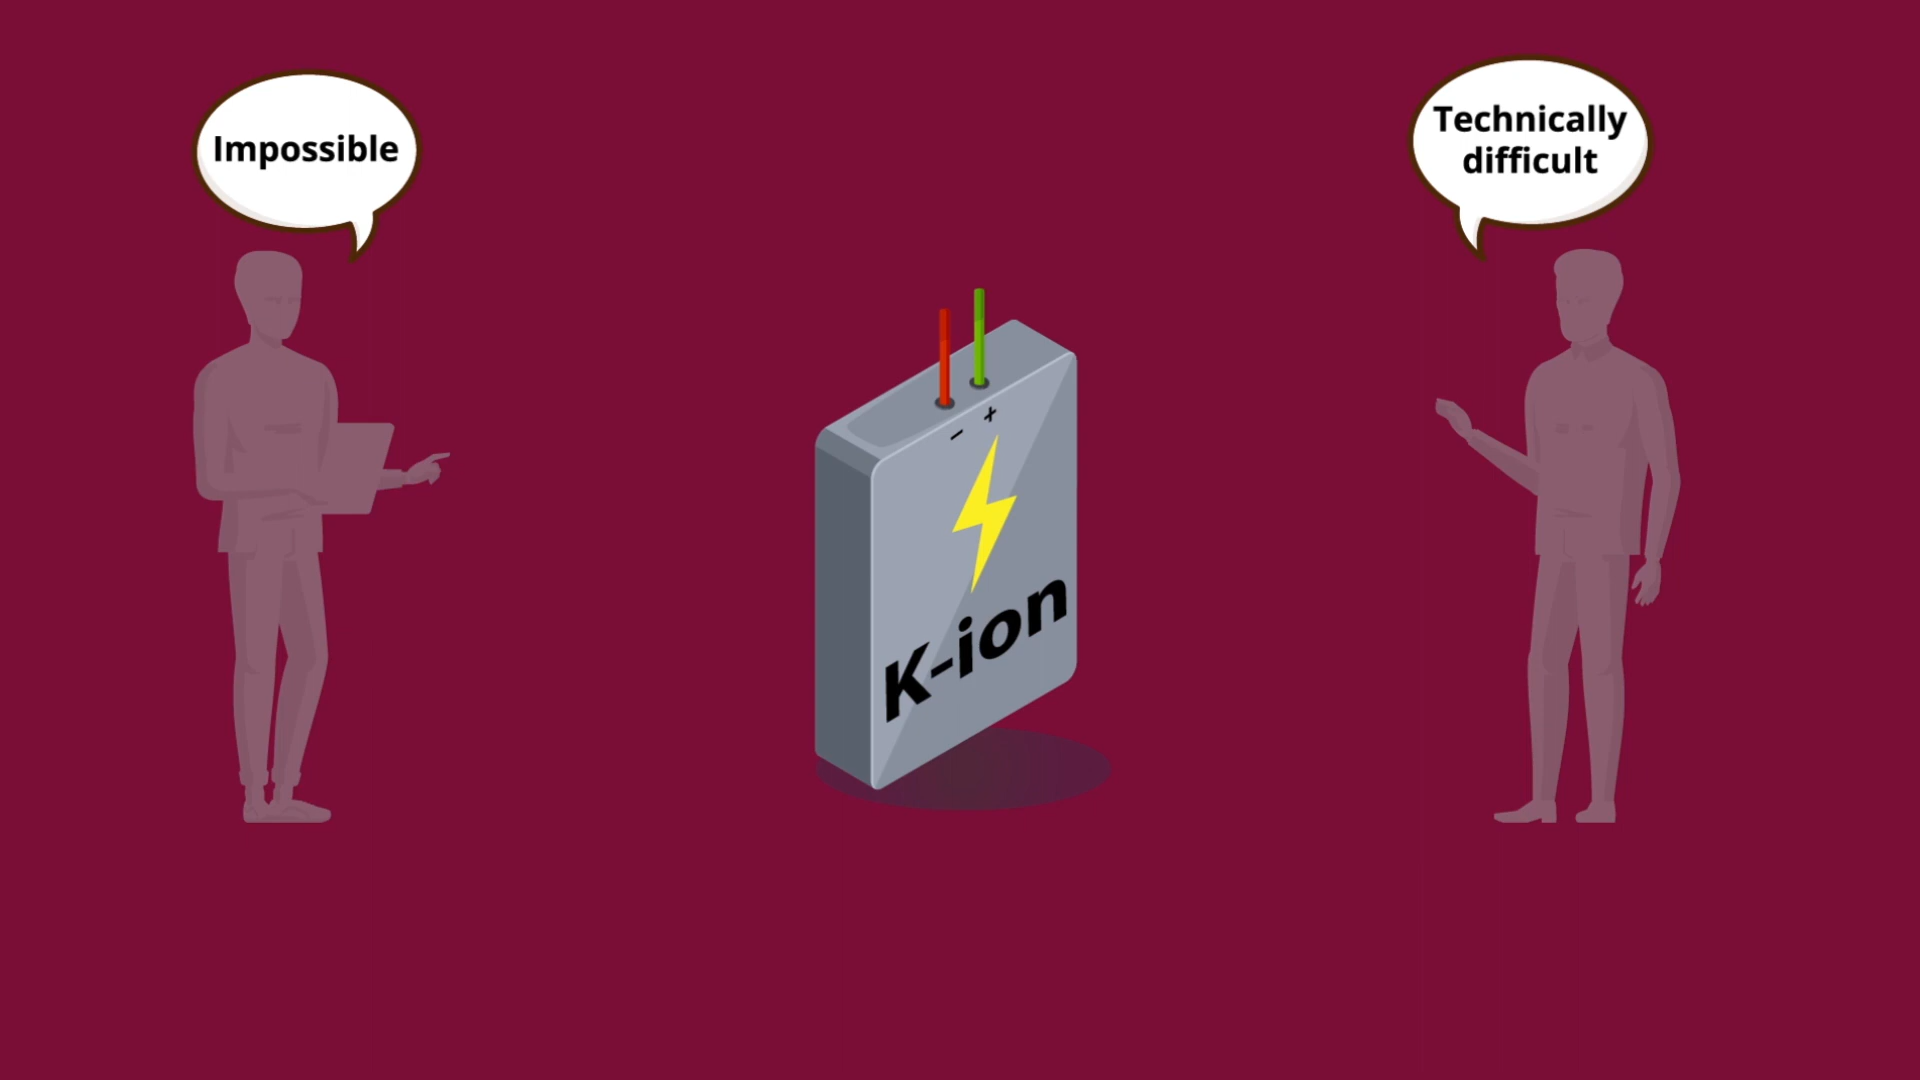 Impossible
Technically
difficult
− +
K-ion